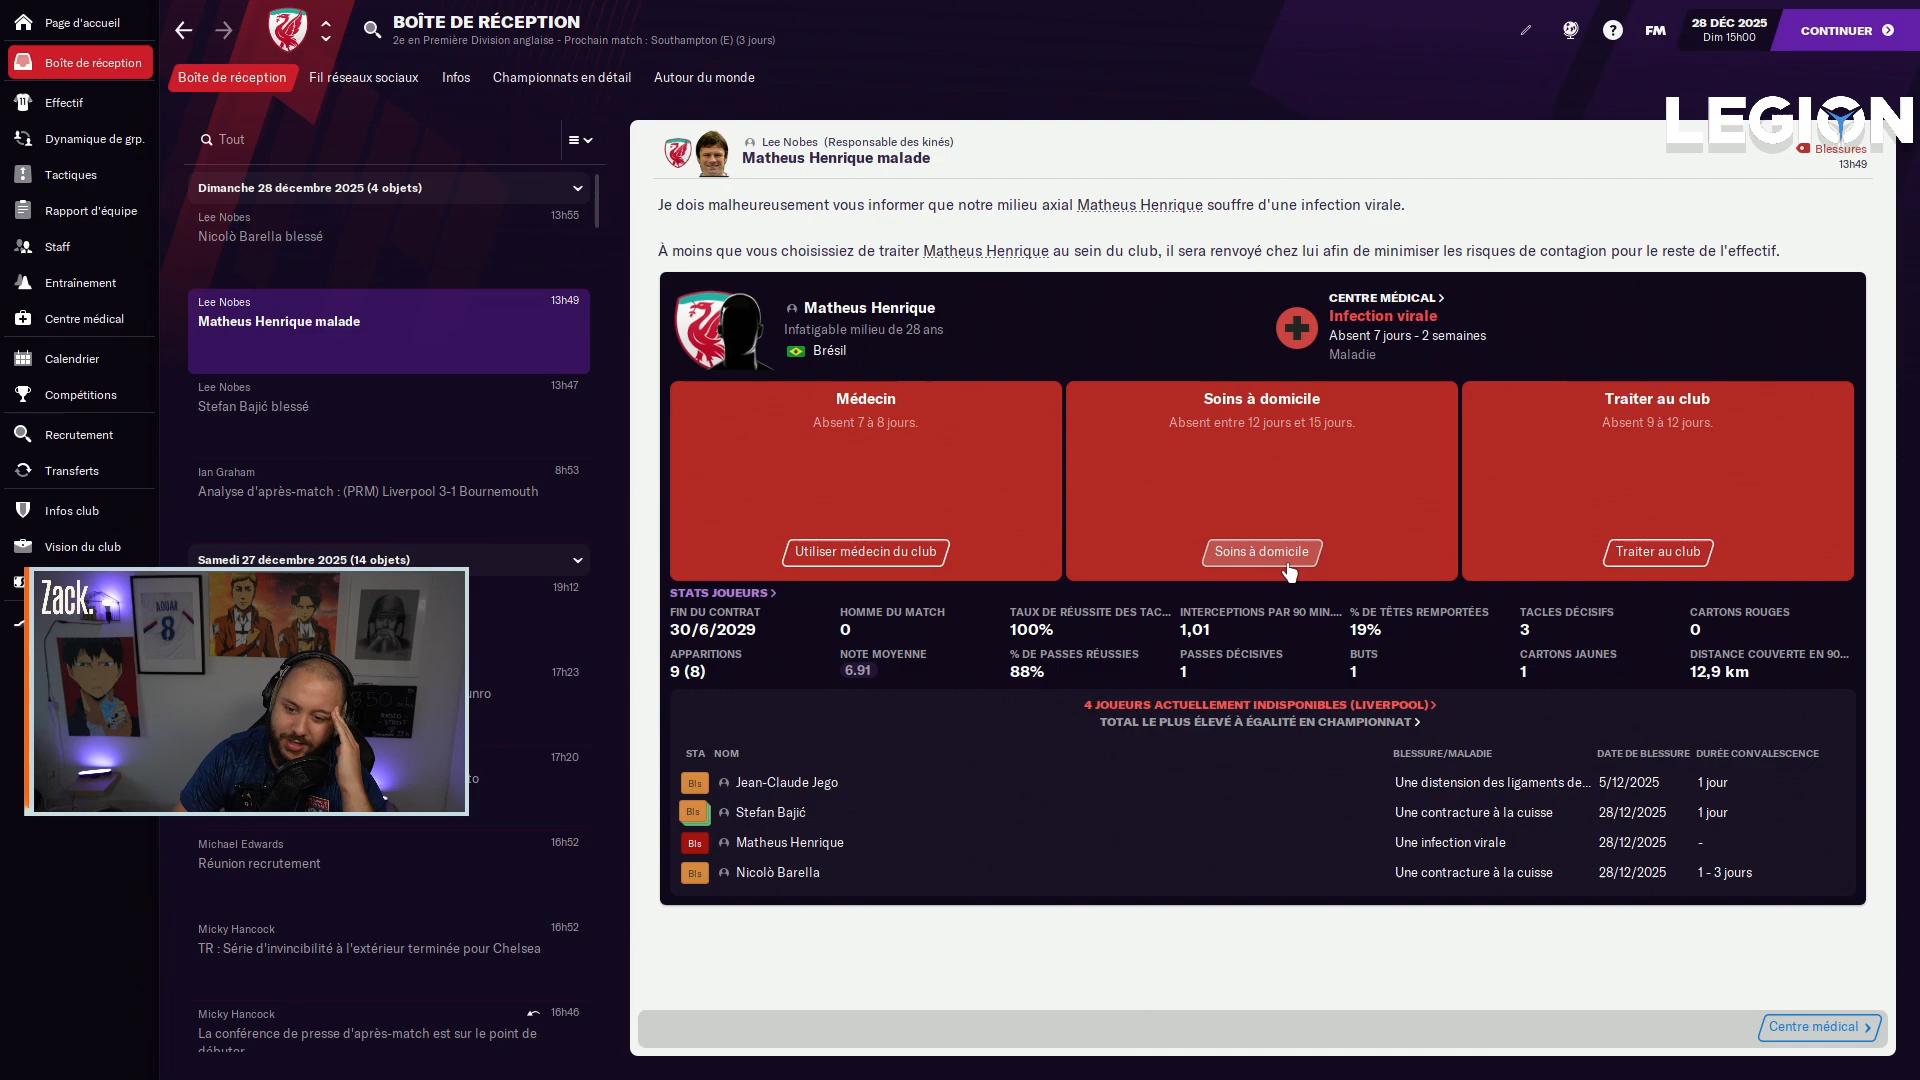 Page d'accueil
Boîte de réception
Effectif
Dynamique de grp.
Tactiques
Rapport d'équipe
Staff
Entraînement
Centre médical
Calendrier
Compétitions
Recrutement
Transferts
Infos club
Vision du club
BOÎTE DE RÉCEPTION
2e en Première Division anglaise - Prochain match : Southampton (E) (3 jours)
FM
28 DÉC 2025
Dim 15h00
CONTINUER
Boîte de réception
Fil réseaux sociaux
Infos
Championnats en détail
Autour du monde
LEGION
Tout
Dimanche 28 décembre 2025 (4 objets)
Lee Nobes 13h55
Nicolò Barella blessé
Lee Nobes 13h49
Matheus Henrique malade
Lee Nobes 13h47
Stefan Bajić blessé
Ian Graham 8h53
Analyse d'après-match : (PRM) Liverpool 3-1 Bournemouth
Samedi 27 décembre 2025 (14 objets)
19h12
17h23
unro
17h20
to
Zack.
AOUAR
8
Michael Edwards 16h52
Réunion recrutement
Micky Hancock 16h52
TR : Série d'invincibilité à l'extérieur terminée pour Chelsea
Micky Hancock 16h46
La conférence de presse d'après-match est sur le point de
débuter
Lee Nobes (Responsable des kinés)
Matheus Henrique malade
Blessures
13h49
Je dois malheureusement vous informer que notre milieu axial Matheus Henrique souffre d'une infection virale.
À moins que vous choisissiez de traiter Matheus Henrique au sein du club, il sera renvoyé chez lui afin de minimiser les risques de contagion pour le reste de l'effectif.
Matheus Henrique
Infatigable milieu de 28 ans
Brésil
CENTRE MÉDICAL
Infection virale
Absent 7 jours - 2 semaines
Maladie
Médecin
Absent 7 à 8 jours.
Utiliser médecin du club
Soins à domicile
Absent entre 12 jours et 15 jours.
Soins à domicile
Traiter au club
Absent 9 à 12 jours.
Traiter au club
STATS JOUEURS
FIN DU CONTRAT HOMME DU MATCH TAUX DE RÉUSSITE DES TAC... INTERCEPTIONS PAR 90 MIN.... % DE TÊTES REMPORTÉES TACLES DÉCISIFS CARTONS ROUGES
30/6/2029 0 100% 1,01 19% 3 0
APPARITIONS NOTE MOYENNE % DE PASSES RÉUSSIES PASSES DÉCISIVES BUTS CARTONS JAUNES DISTANCE COUVERTE EN 90...
9 (8) 6.91 88% 1 1 1 12,9 km
4 JOUEURS ACTUELLEMENT INDISPONIBLES (LIVERPOOL)
TOTAL LE PLUS ÉLEVÉ À ÉGALITÉ EN CHAMPIONNAT
STA NOM BLESSURE/MALADIE DATE DE BLESSURE DURÉE CONVALESCENCE
Bls Jean-Claude Jego Une distension des ligaments de... 5/12/2025 1 jour
Bls Stefan Bajić Une contracture à la cuisse 28/12/2025 1 jour
Bls Matheus Henrique Une infection virale 28/12/2025 -
Bls Nicolò Barella Une contracture à la cuisse 28/12/2025 1 - 3 jours
Centre médical